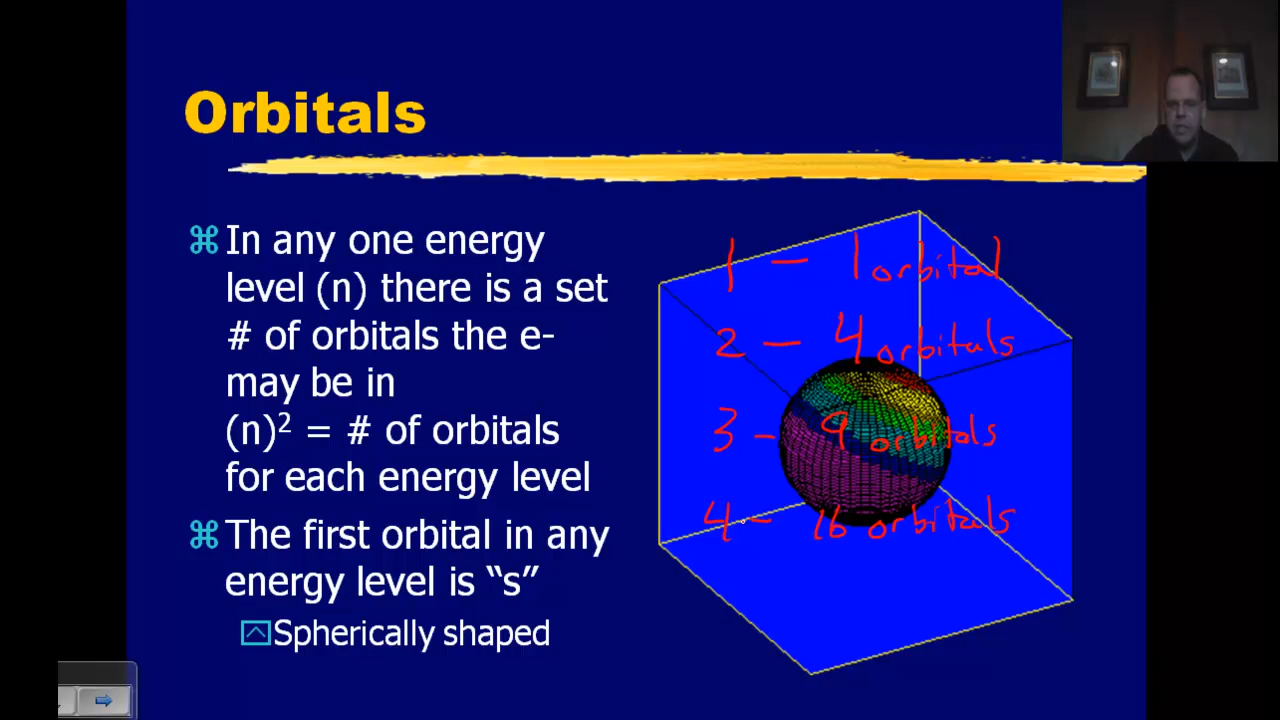 Orbitals
In any one energy
level (n) there is a set
# of orbitals the e-
may be in
(n)² = # of orbitals
for each energy level
The first orbital in any
energy level is “s”
Spherically shaped
1 — 1 orbital
2 — 4 orbitals
3 — 9 orbitals
4 — 16 orbitals